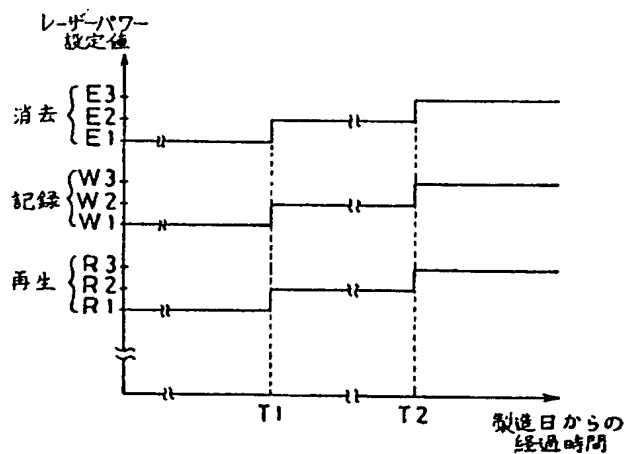 レーザーパワー
設定値
消去
E3
E2
E1
記録
W3
W2
W1
再生
R3
R2
R1
T1
T2
製造日からの
経過時間